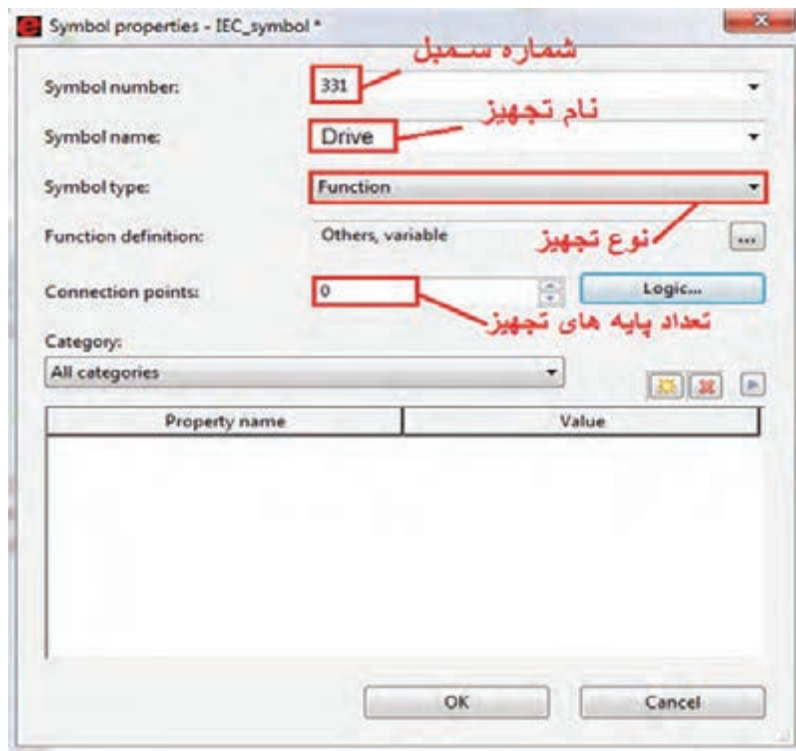 Symbol properties - IEC_symbol *
شماره سمبل
Symbol number: 331
نام تجهیز
Symbol name: Drive
Symbol type: Function
Function definition: Others, variable ...
نوع تجهیز
Connection points: 0 Logic...
تعداد پایه های تجهیز
Category:
All categories
Property name Value
OK Cancel